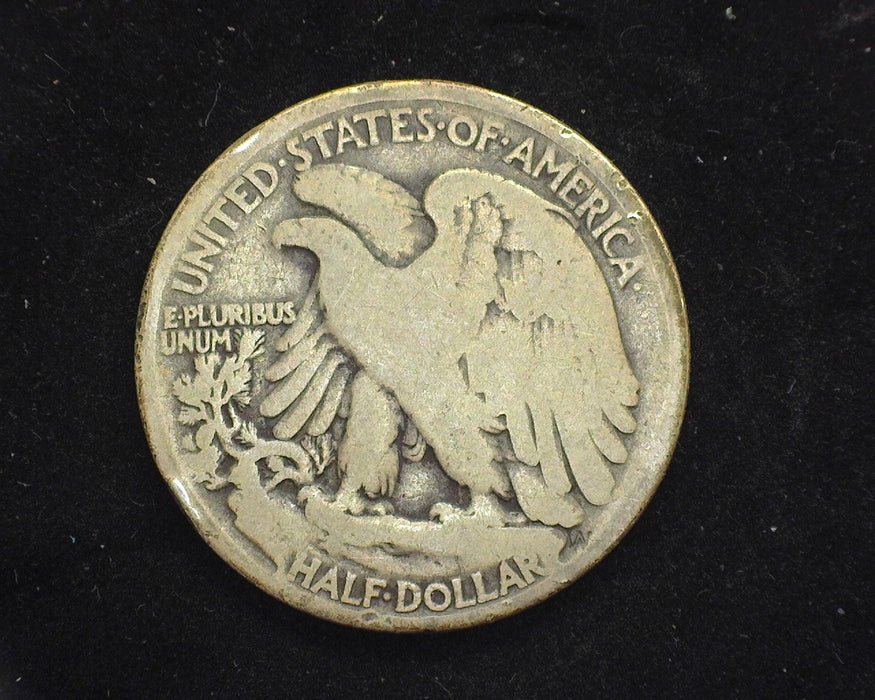 UNITED·STATES·OF·AMERICA·
E·PLURIBUS
UNUM
HALF·DOLLAR